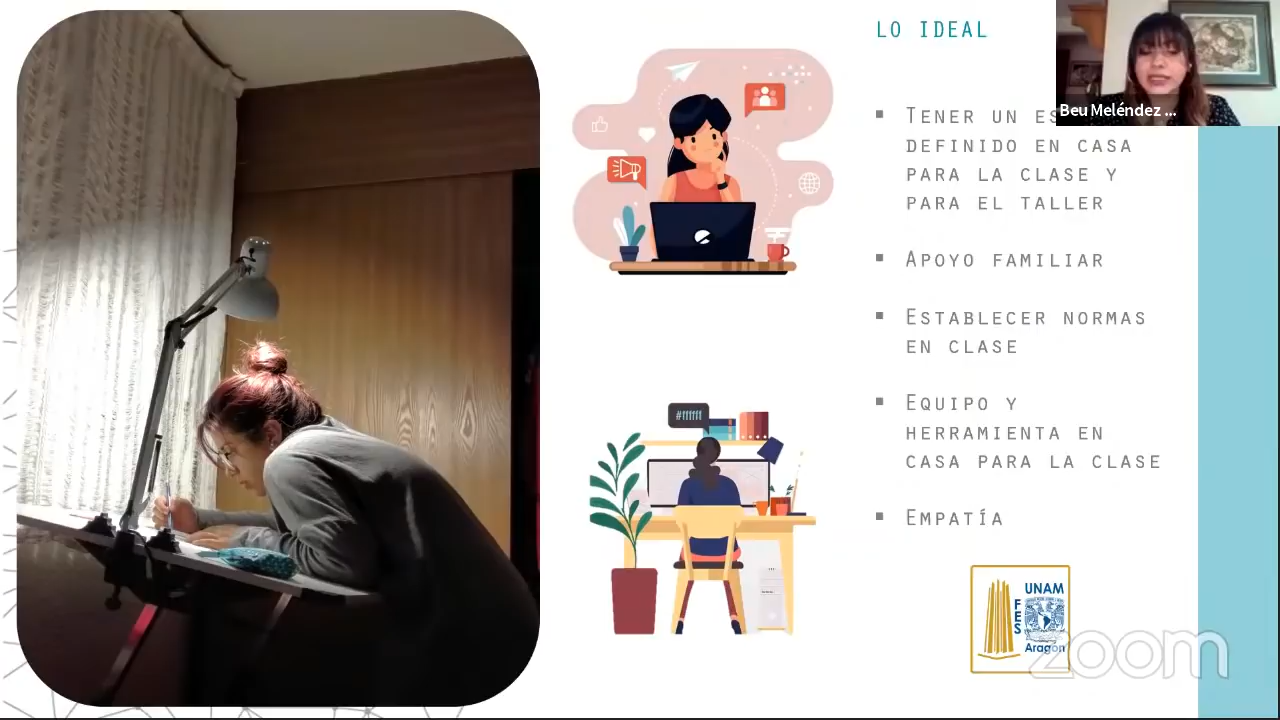 LO IDEAL
Beu Meléndez ...
▪ TENER UN
DEFINIDO EN CASA
PARA LA CLASE Y
PARA EL TALLER
▪ APOYO FAMILIAR
▪ ESTABLECER NORMAS
EN CLASE
▪ EQUIPO Y
HERRAMIENTA EN
CASA PARA LA CLASE
▪ EMPATÍA
#ffffff
UNAM
FES
Aragón
zoom